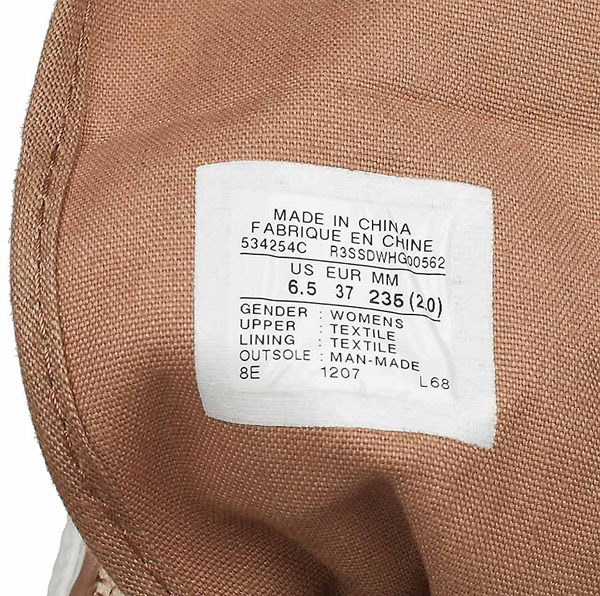 MADE IN CHINA
FABRIQUE EN CHINE
534254C R3SSDWHG00562
US EUR MM
6.5 37 235 (2.0)
GENDER : WOMENS
UPPER : TEXTILE
LINING : TEXTILE
OUTSOLE : MAN-MADE
8E 1207 L68